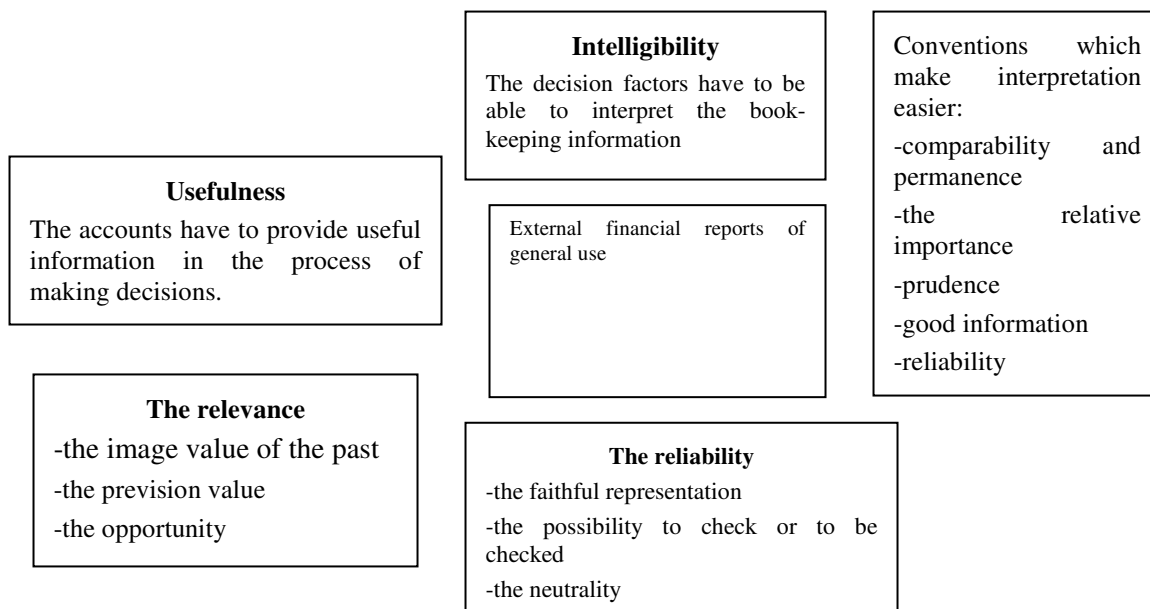 Intelligibility
The decision factors have to be
able to interpret the book-
keeping information
Conventions which
make interpretation
easier:
-comparability and
permanence
-the relative
importance
-prudence
-good information
-reliability
Usefulness
The accounts have to provide useful
information in the process of
making decisions.
External financial reports of
general use
The relevance
-the image value of the past
-the prevision value
-the opportunity
The reliability
-the faithful representation
-the possibility to check or to be
checked
-the neutrality